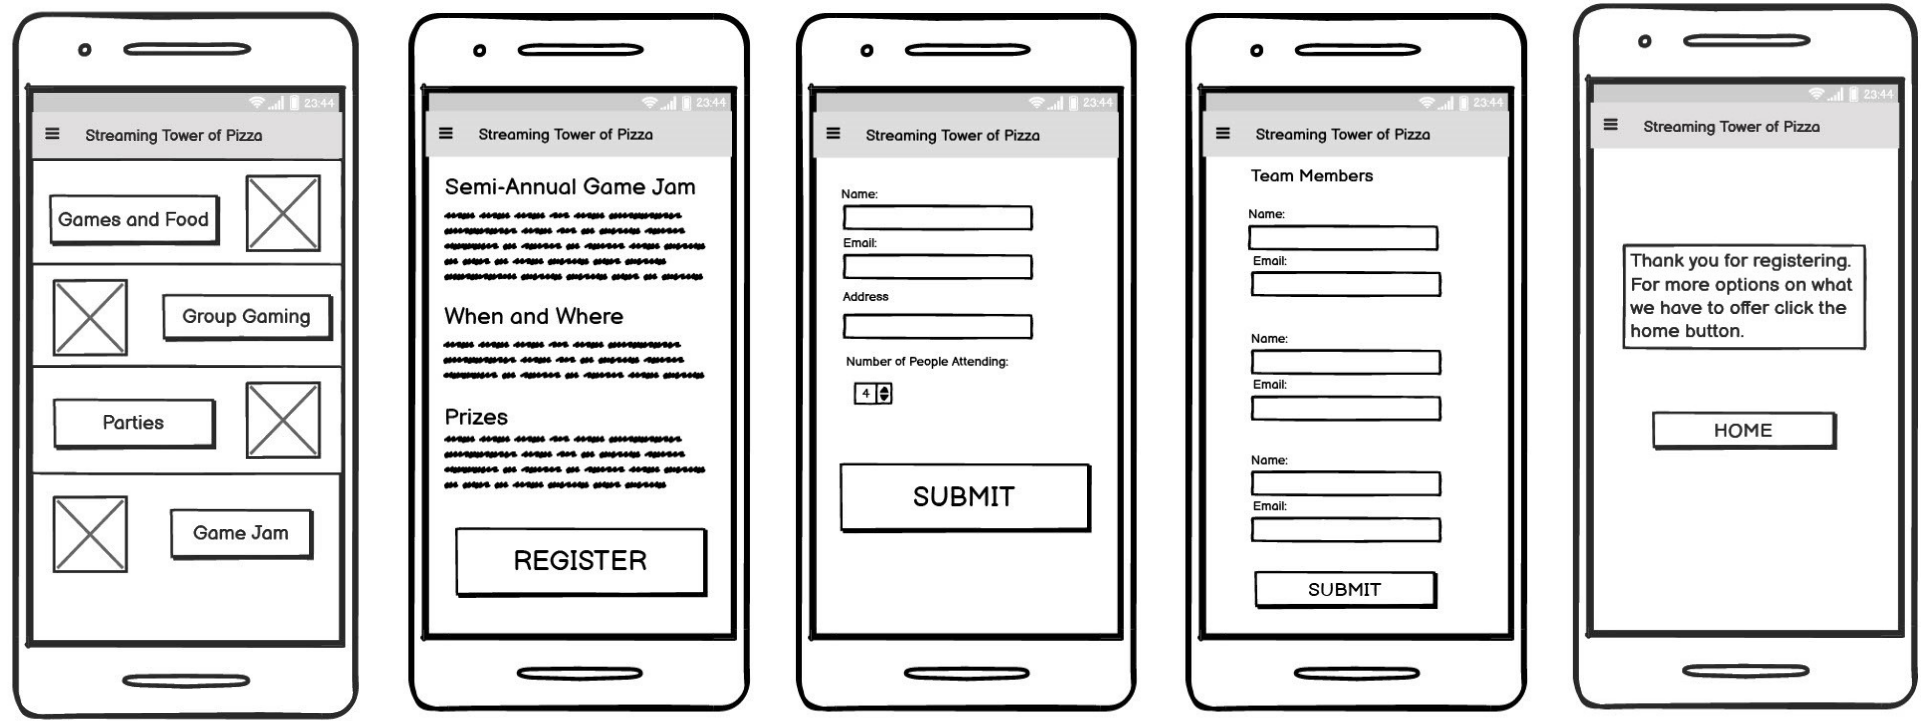 23:44
Streaming Tower of Pizza
Games and Food
Group Gaming
Parties
Game Jam
23:44
Streaming Tower of Pizza
Semi-Annual Game Jam
When and Where
Prizes
REGISTER
23:44
Streaming Tower of Pizza
Name:
Email:
Address
Number of People Attending:
4
SUBMIT
23:44
Streaming Tower of Pizza
Team Members
Name:
Email:
Name:
Email:
Name:
Email:
SUBMIT
23:44
Streaming Tower of Pizza
Thank you for registering.
For more options on what
we have to offer click the
home button.
HOME